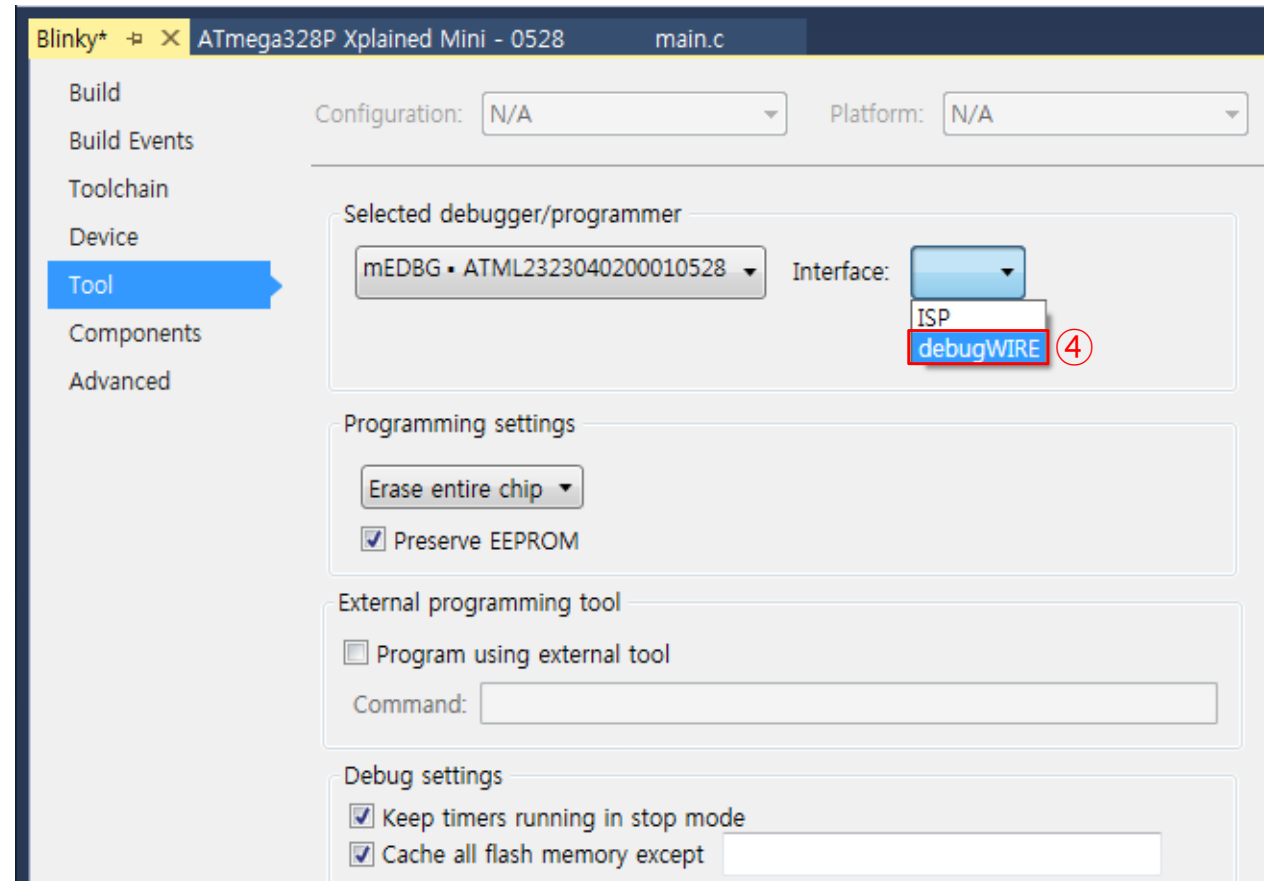 Blinky* ATmega328P Xplained Mini - 0528 main.c
Build
Build Events
Toolchain
Device
Tool
Components
Advanced
Configuration: N/A Platform: N/A
Selected debugger/programmer
mEDBG • ATML2323040200010528 Interface:
ISP
debugWIRE ④
Programming settings
Erase entire chip
Preserve EEPROM
External programming tool
Program using external tool
Command:
Debug settings
Keep timers running in stop mode
Cache all flash memory except